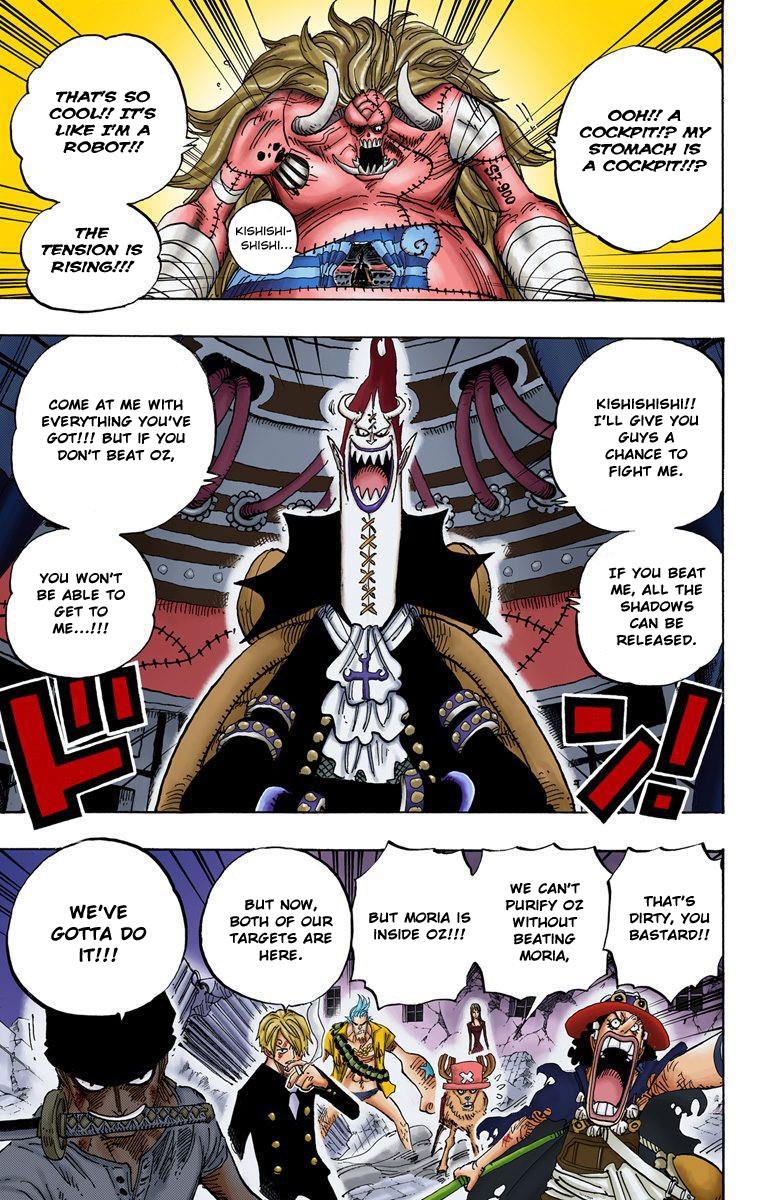 OOH!! A
COCKPIT!? MY
STOMACH IS
A COCKPIT!!?
THAT'S SO
COOL!! IT'S
LIKE I'M A
ROBOT!!
THE
TENSION IS
RISING!!!
KISHISHI-
SHISHI...
SZ-900
KISHISHISHI!!
I'LL GIVE YOU
GUYS A
CHANCE TO
FIGHT ME.
IF YOU BEAT
ME, ALL THE
SHADOWS
CAN BE
RELEASED.
COME AT ME WITH
EVERYTHING YOU'VE
GOT!!! BUT IF YOU
DON'T BEAT OZ,
YOU WON'T
BE ABLE TO
GET TO
ME...!!!
ドン!
THAT'S
DIRTY, YOU
BASTARD!!
WE CAN'T
PURIFY OZ
WITHOUT
BEATING
MORIA,
BUT MORIA IS
INSIDE OZ!!!
BUT NOW,
BOTH OF OUR
TARGETS ARE
HERE.
WE'VE
GOTTA DO
IT!!!